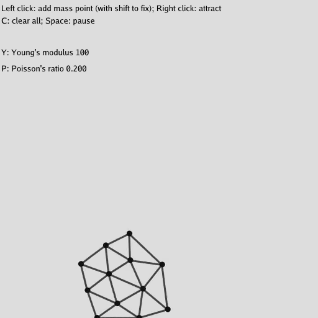 Left click: add mass point (with shift to fix); Right click: attract
C: clear all; Space: pause
Y: Young's modulus 100
P: Poisson's ratio 0.200